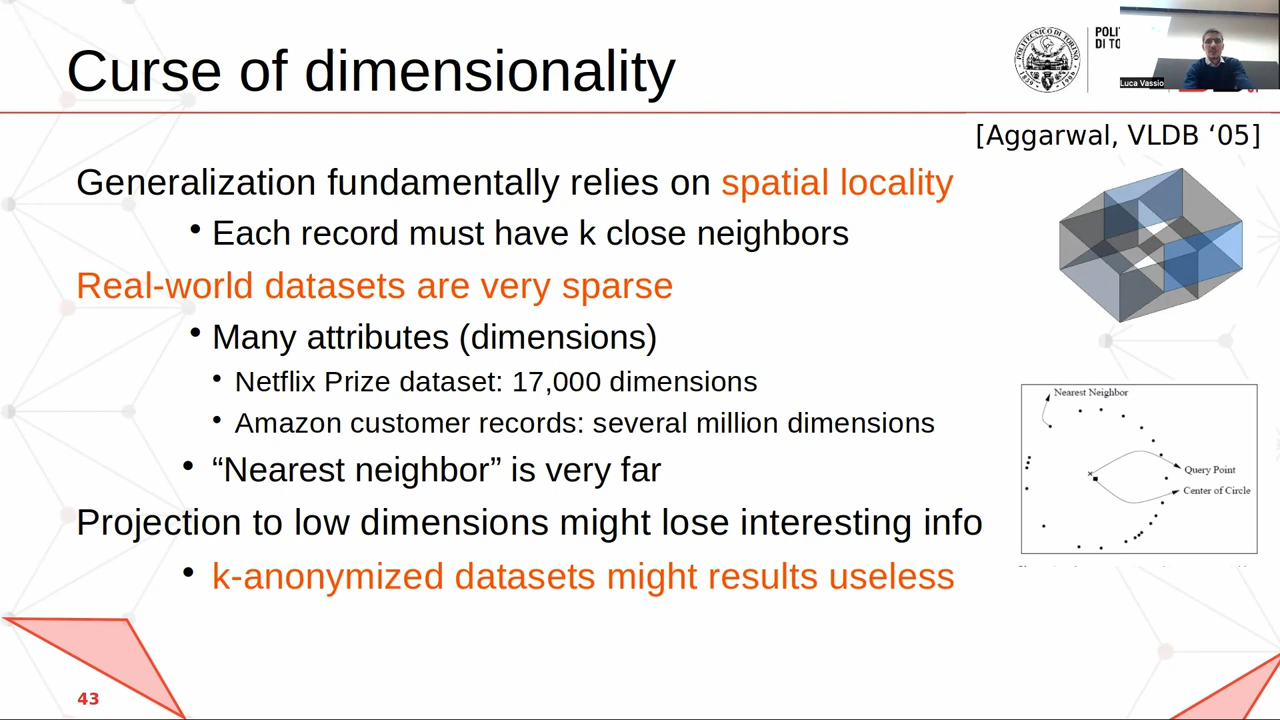 Curse of dimensionality
POLI
DI TO
Luca Vassio
[Aggarwal, VLDB ‘05]
Generalization fundamentally relies on spatial locality
• Each record must have k close neighbors
Real-world datasets are very sparse
• Many attributes (dimensions)
• Netflix Prize dataset: 17,000 dimensions
• Amazon customer records: several million dimensions
• “Nearest neighbor” is very far
Projection to low dimensions might lose interesting info
• k-anonymized datasets might results useless
Nearest Neighbor
Query Point
Center of Circle
43